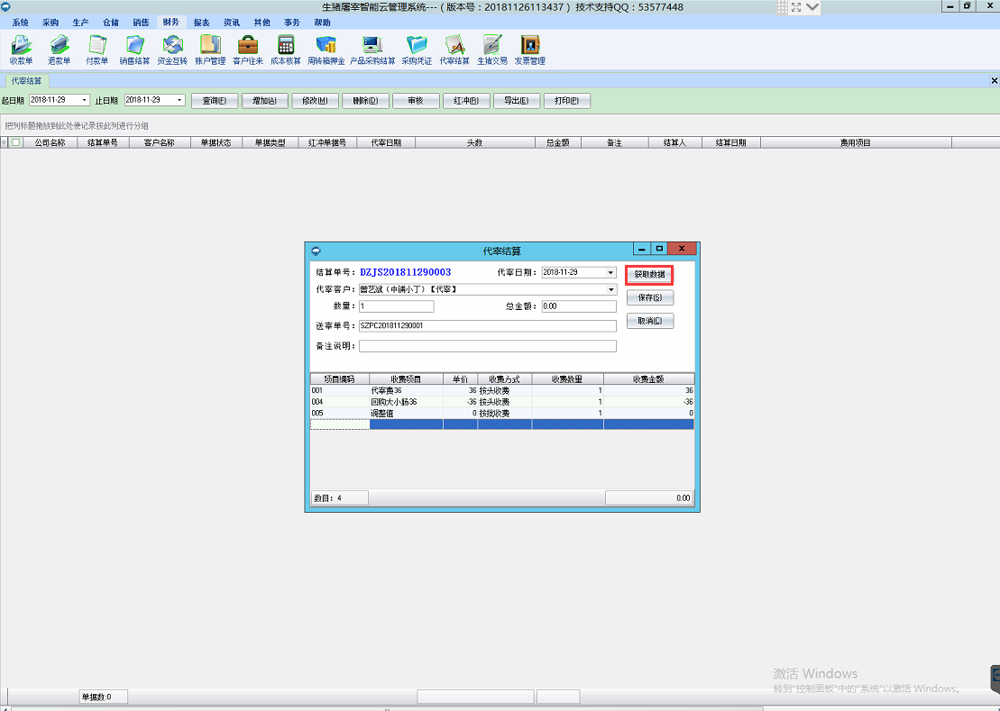 生猪屠宰智能云管理系统---（版本号：20181126113437）技术支持QQ：53577448
系统 采购 生产 仓储 销售 财务 报表 资讯 其他 事务 帮助
收款单 退款单 付款单 销售结算 资金互转 账户管理 客户往来 成本核算 周转箱押金 产品采购结算 采购凭证 代宰结算 生猪交易 发票管理
代宰结算
起日期 2018-11-29 止日期 2018-11-29 查询(F) 增加(A) 修改(M) 删除(D) 审核 红冲(R) 导出(E) 打印(P)
把列标题拖放到此处使记录按此列进行分组
公司名称 结算单号 客户名称 单据状态 单据类型 红冲单据号 代宰日期 头数 总金额 备注 结算人 结算日期 费用项目
代宰结算
结算单号：DZJS201811290003 代宰日期：2018-11-29 获取数据
代宰客户：普艺斌（中铺小丁）【代宰】
保存(S)
数量：1 总金额：0.00
取消(C)
送宰单号：SZPC201811290001
备注说明：
项目编码 收费项目 单价 收费方式 收费数量 收费金额
001 代宰费36 36 按头收费 1 36
004 回购大小肠36 -36 按头收费 1 -36
005 调整值 0 按批收费 1 0
数目：4 0.00
激活 Windows
转到"控制面板"中的"系统"以激活 Windows。
单据数:0